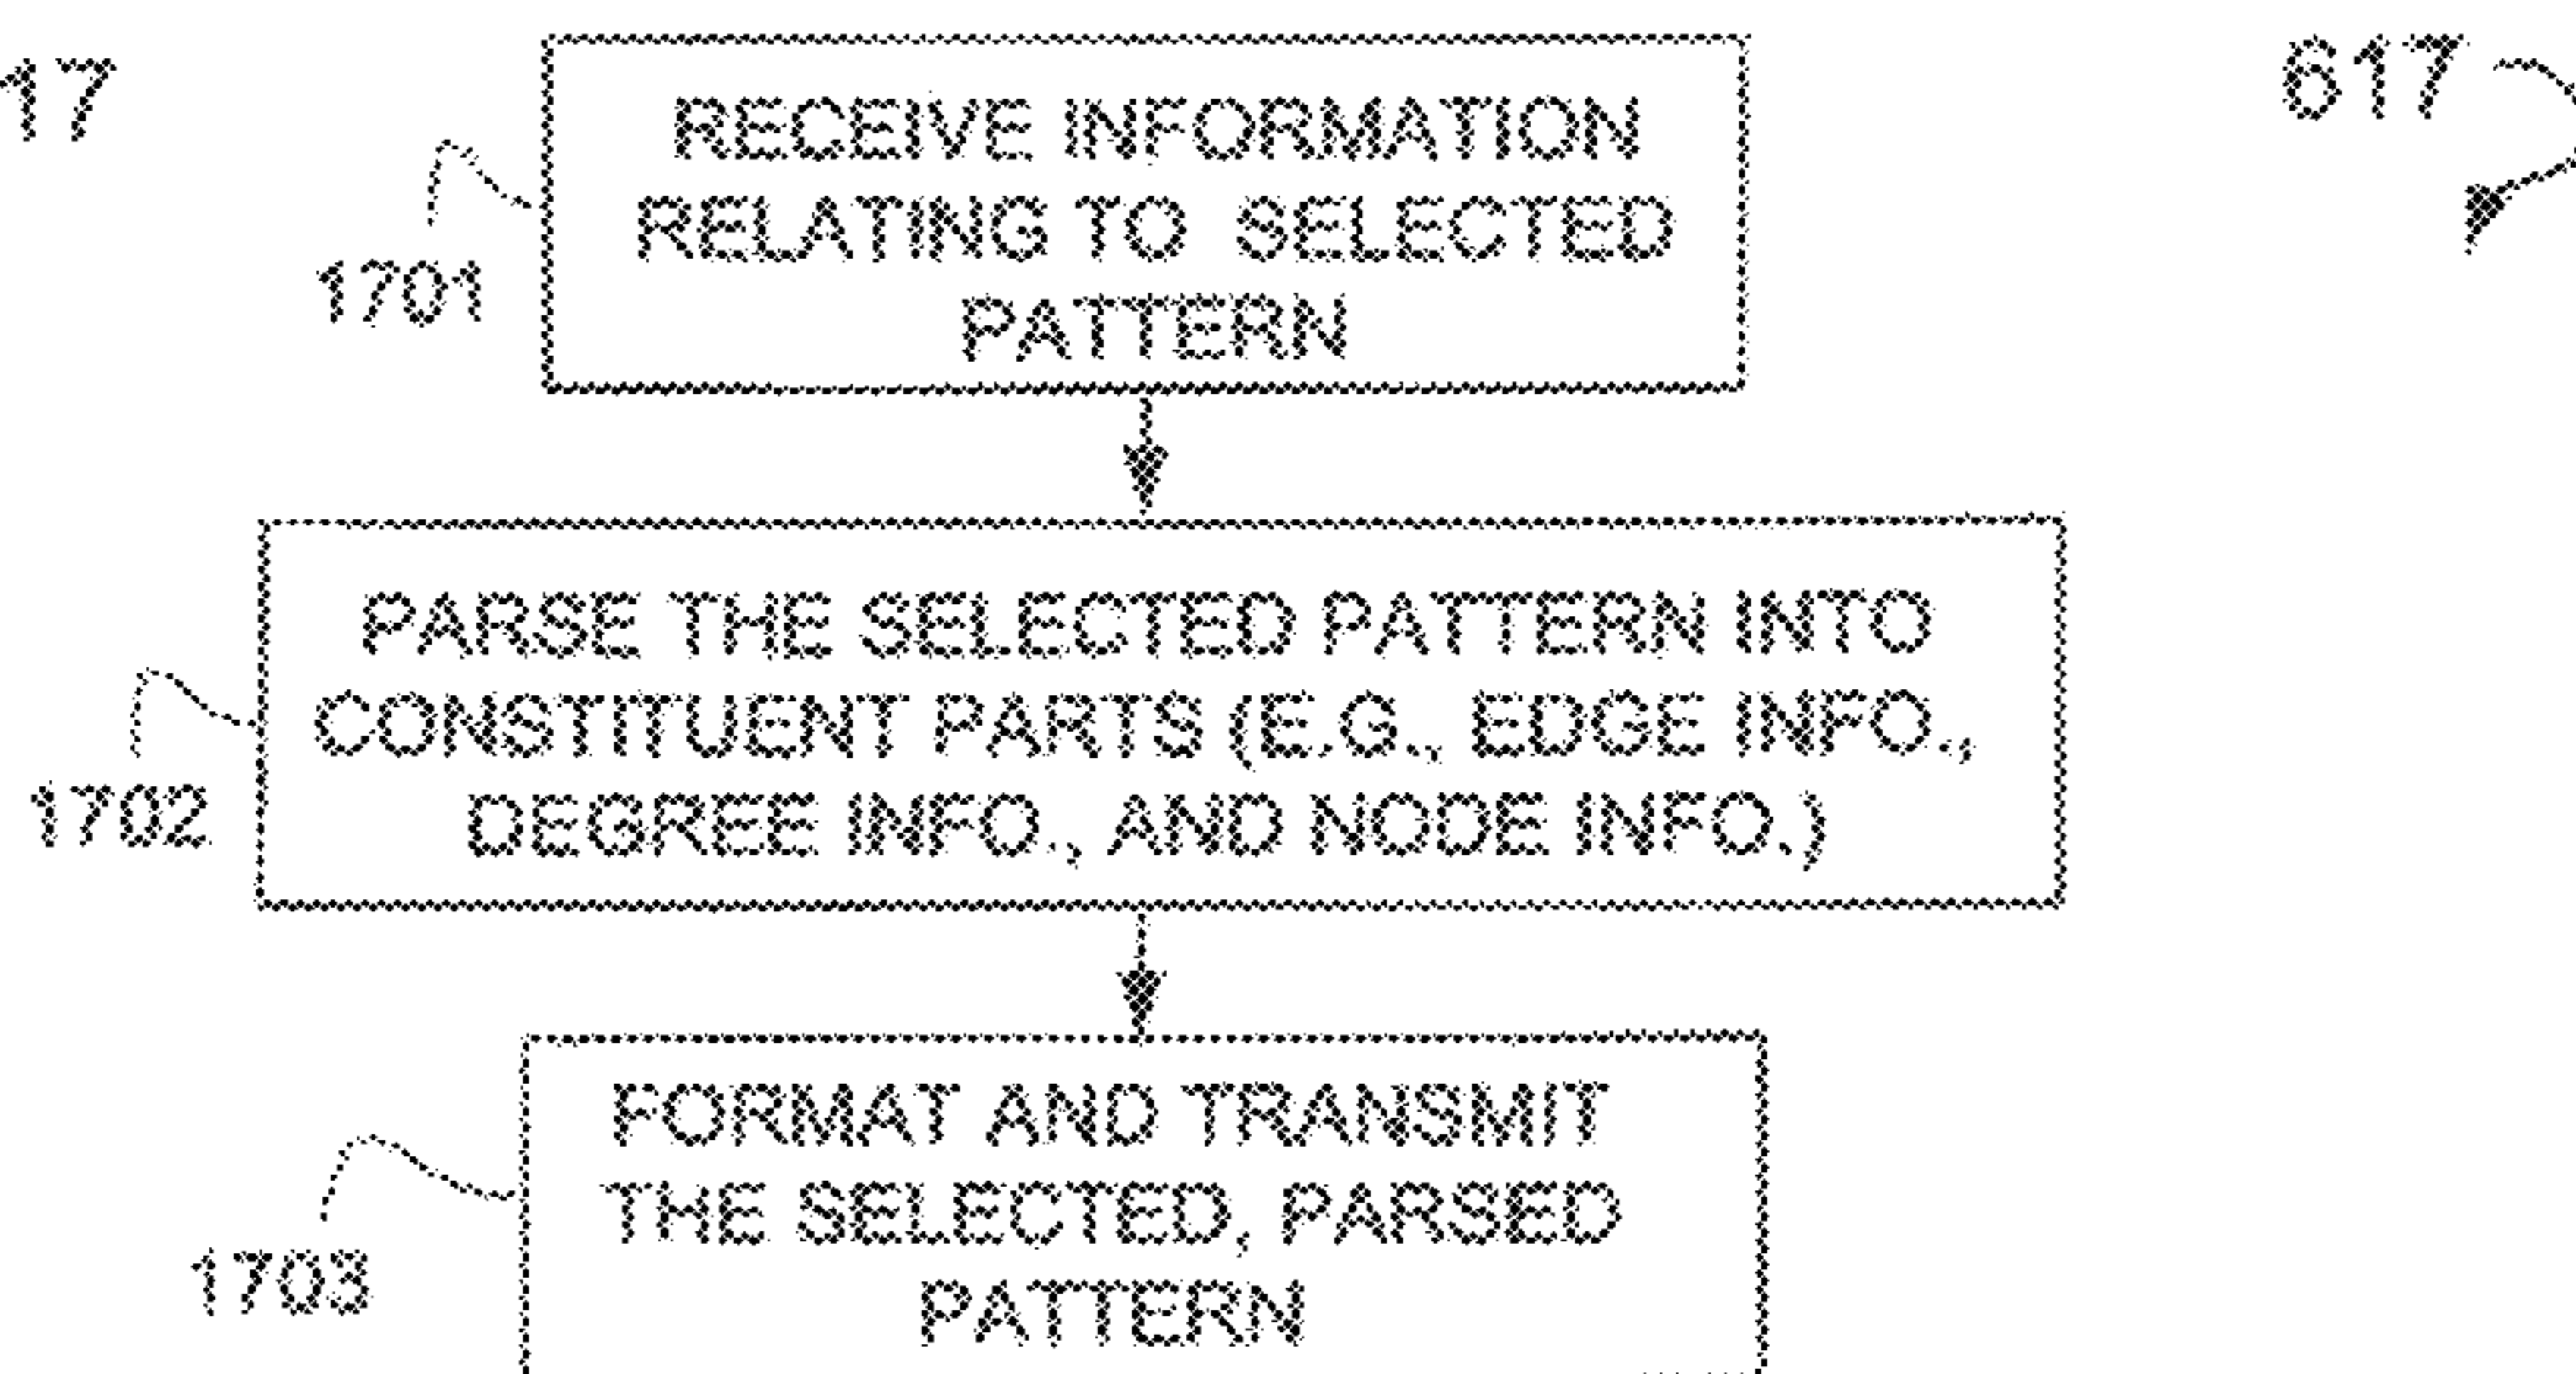 17
617
RECEIVE INFORMATION
RELATING TO SELECTED
PATTERN
1701
PARSE THE SELECTED PATTERN INTO
CONSTITUENT PARTS (E.G., EDGE INFO.,
DEGREE INFO., AND NODE INFO.)
1702
FORMAT AND TRANSMIT
THE SELECTED, PARSED
PATTERN
1703